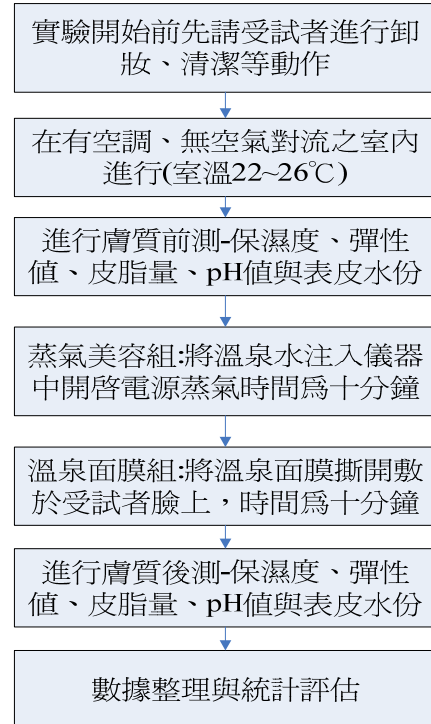 實驗開始前先請受試者進行卸
妝、清潔等動作
在有空調、無空氣對流之室內
進行(室溫22~26℃)
進行膚質前測-保濕度、彈性
值、皮脂量、pH值與表皮水份
蒸氣美容組:將溫泉水注入儀器
中開啟電源蒸氣時間為十分鐘
溫泉面膜組:將溫泉面膜撕開敷
於受試者臉上，時間為十分鐘
進行膚質後測-保濕度、彈性
值、皮脂量、pH值與表皮水份
數據整理與統計評估